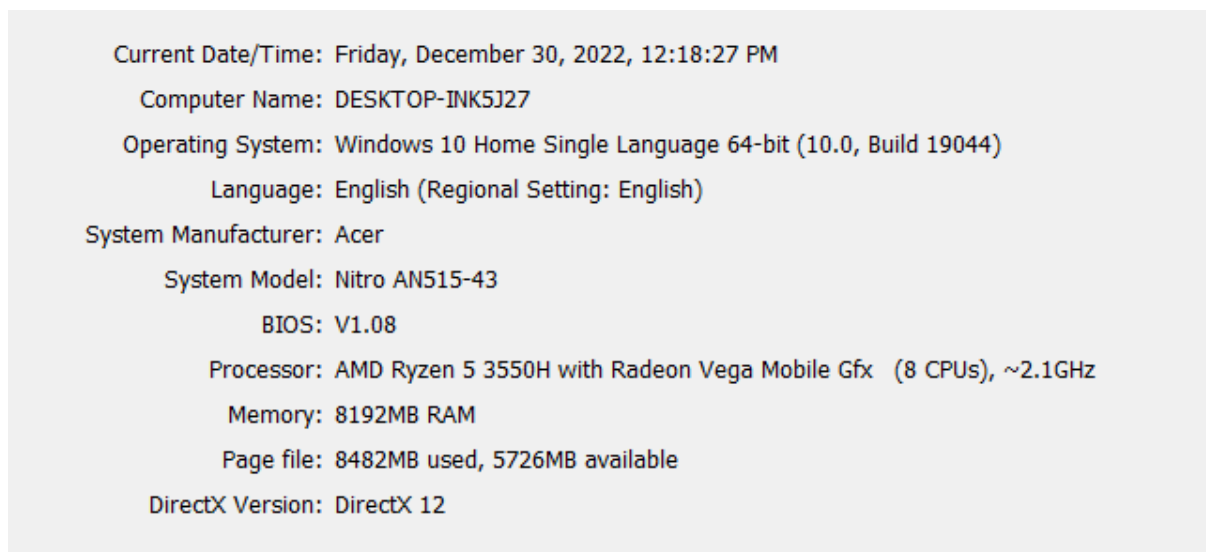 Current Date/Time: Friday, December 30, 2022, 12:18:27 PM
Computer Name: DESKTOP-INK5J27
Operating System: Windows 10 Home Single Language 64-bit (10.0, Build 19044)
Language: English (Regional Setting: English)
System Manufacturer: Acer
System Model: Nitro AN515-43
BIOS: V1.08
Processor: AMD Ryzen 5 3550H with Radeon Vega Mobile Gfx (8 CPUs), ~2.1GHz
Memory: 8192MB RAM
Page file: 8482MB used, 5726MB available
DirectX Version: DirectX 12